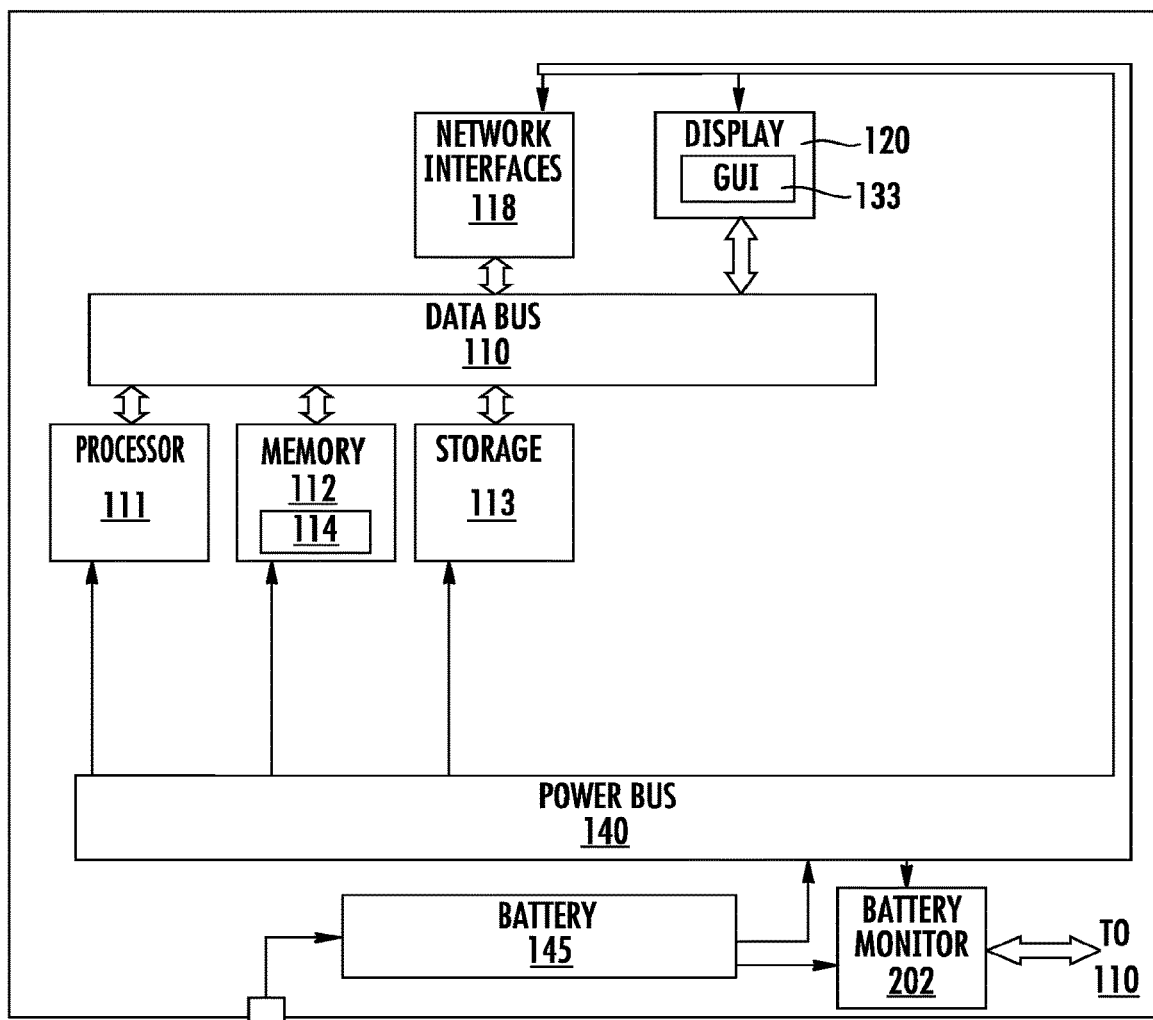 NETWORK
INTERFACES
118
DISPLAY
GUI
120
133
DATA BUS
110
PROCESSOR
111
MEMORY
112
114
STORAGE
113
POWER BUS
140
BATTERY
145
BATTERY
MONITOR
202
TO
110